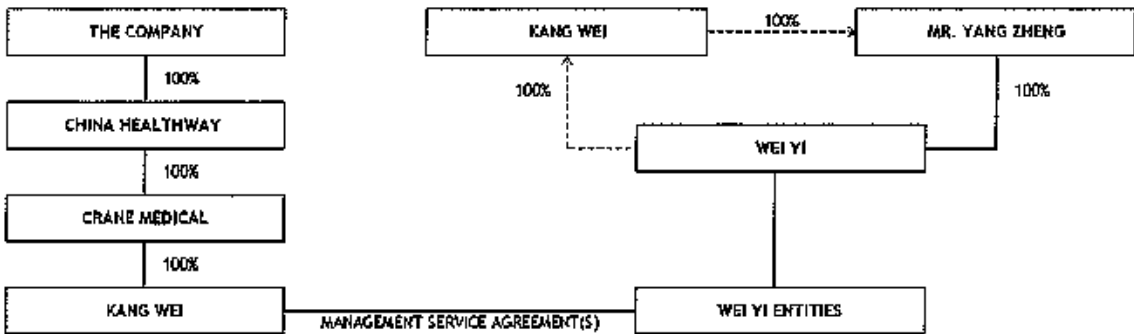 THE COMPANY
100%
CHINA HEALTHWAY
100%
CRANE MEDICAL
100%
KANG WEI
MANAGEMENT SERVICE AGREEMENT(S)
KANG WEI
100%
MR. YANG ZHENG
100%
100%
WEI YI
WEI YI ENTITIES